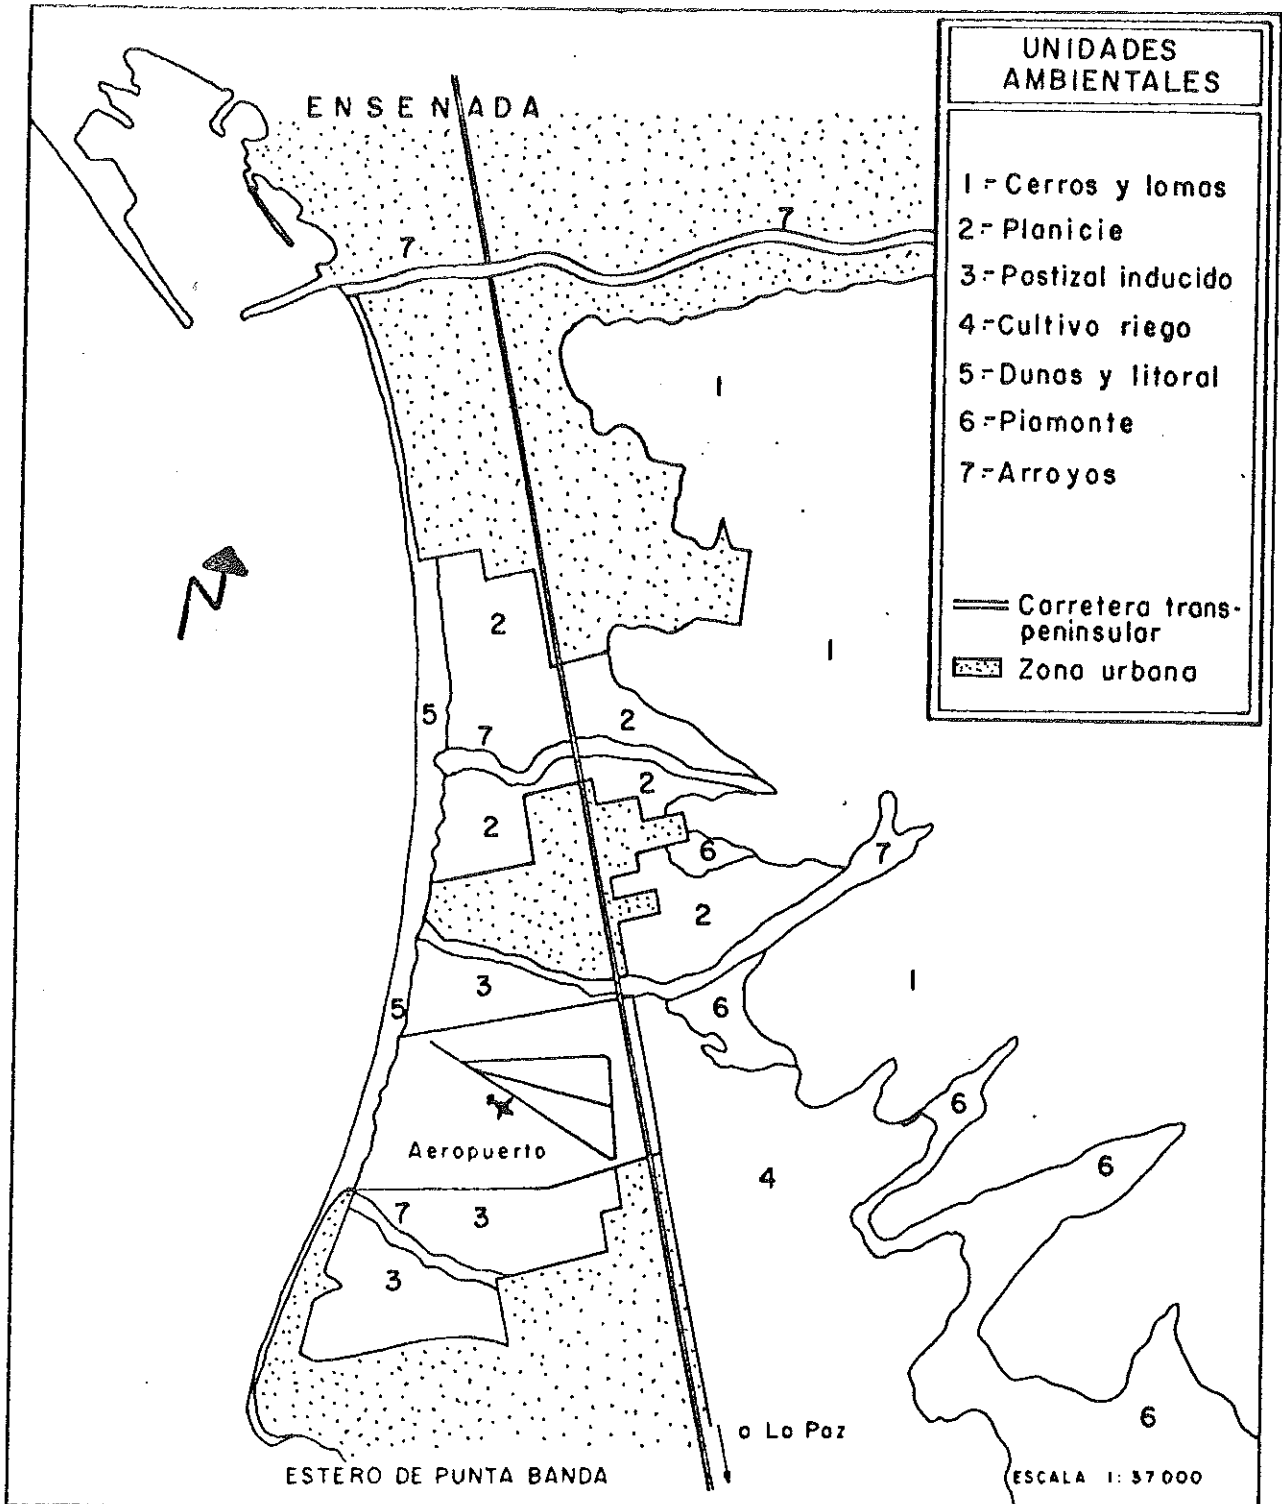 ENSENADA
UNIDADES
AMBIENTALES
1.- Cerros y lomas
2.- Planicie
3.- Pastizal inducido
4.- Cultivo riego
5.- Dunas y litoral
6.- Piamonte
7.- Arroyos
Carretera trans-
peninsular
Zona urbana
7
7
1
N
2
1
5
7
2
2
2
6
7
2
3
5
6
1
6
Aeropuerto
4
6
7
3
3
6
a La Paz
ESTERO DE PUNTA BANDA
ESCALA 1: 37 000